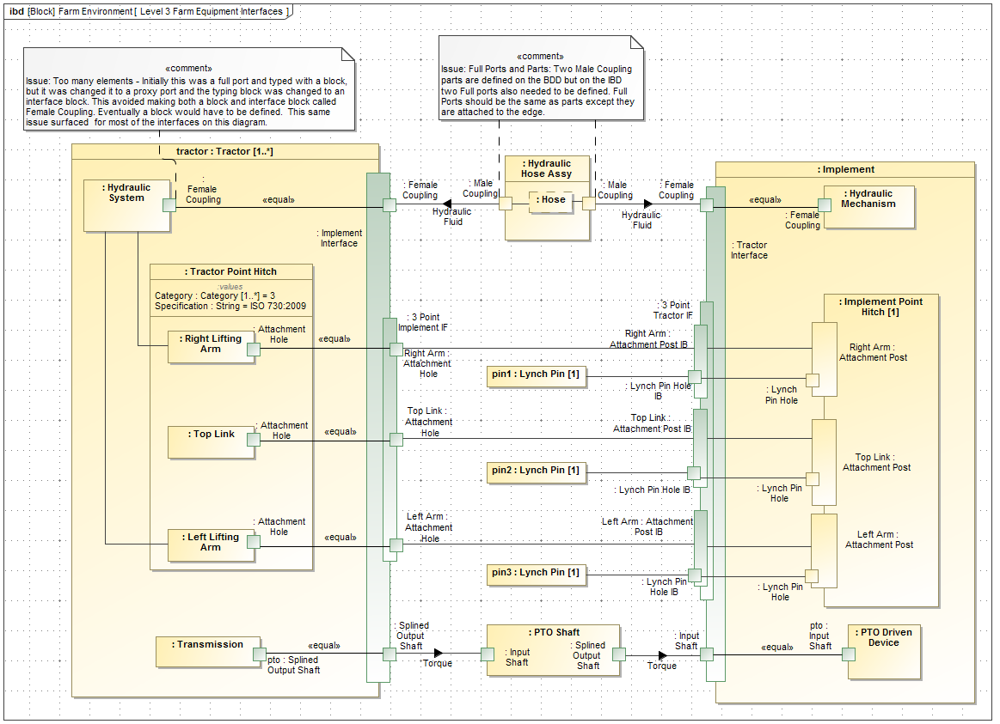 ibd [Block] Farm Environment [ Level 3 Farm Equipment Interfaces ]
«comment»
Issue: Too many elements - Initially this was a full port and typed with a block,
but it was changed it to a proxy port and the typing block was changed to an
interface block. This avoided making both a block and interface block called
Female Coupling. Eventually a block would have to be defined.  This same
issue surfaced  for most of the interfaces on this diagram.
«comment»
Issue: Full Ports and Parts: Two Male Coupling
parts are defined on the BDD but on the IBD
two Full ports also needed to be defined. Full
Ports should be the same as parts except they
are attached to the edge.
tractor : Tractor [1..*]
: Hydraulic
System
:
Female
Coupling
«equal»
: Female
Coupling
: Male
Coupling
Hydraulic
Fluid
: Hydraulic
Hose Assy
: Hose
: Male
Coupling
: Female
Coupling
Hydraulic
Fluid
: Implement
«equal»
: Hydraulic
Mechanism
: Female
Coupling
: Implement
Interface
: Tractor
Interface
: Tractor Point Hitch
:values
Category : Category [1..*] = 3
Specification : String = ISO 730:2009
: Right Lifting
Arm
: Attachment
Hole
«equal»
: 3 Point
Implement IF
Right Arm :
Attachment
Hole
: 3 Point
Tractor IF
Right Arm :
Attachment Post IB
: Implement Point
Hitch [1]
Right Arm :
Attachment Post
pin1 : Lynch Pin [1]
: Lynch Pin Hole
IB
: Lynch
Pin Hole
: Top Link
: Attachment
Hole
«equal»
Top Link :
Attachment
Hole
Top Link :
Attachment Post IB
Top Link :
Attachment Post
pin2 : Lynch Pin [1]
: Lynch Pin Hole IB
: Lynch Pin
Hole
: Left Lifting
Arm
: Attachment
Hole
«equal»
Left Arm :
Attachment
Hole
Left Arm : Attachment
Post IB
Left Arm :
Attachment Post
pin3 : Lynch Pin [1]
: Lynch Pin
Hole IB
: Lynch Pin
Hole
: Transmission
pto : Splined
Output Shaft
«equal»
: Splined
Output
Shaft
Torque
: PTO Shaft
: Input
Shaft
: Splined
Output
Shaft
Torque
: Input
Shaft
«equal»
pto :
Input
Shaft
: PTO Driven
Device